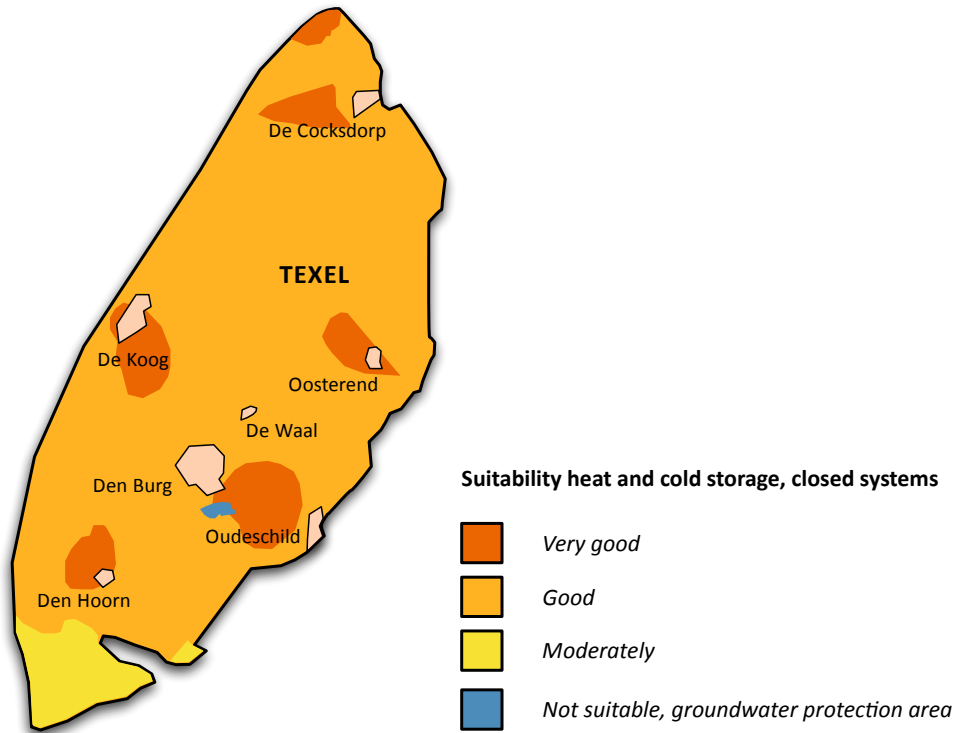 De Cocksdorp
TEXEL
De Koog
Oosterend
De Waal
Den Burg
Oudeschild
Den Hoorn
Suitability heat and cold storage, closed systems
Very good
Good
Moderately
Not suitable, groundwater protection area